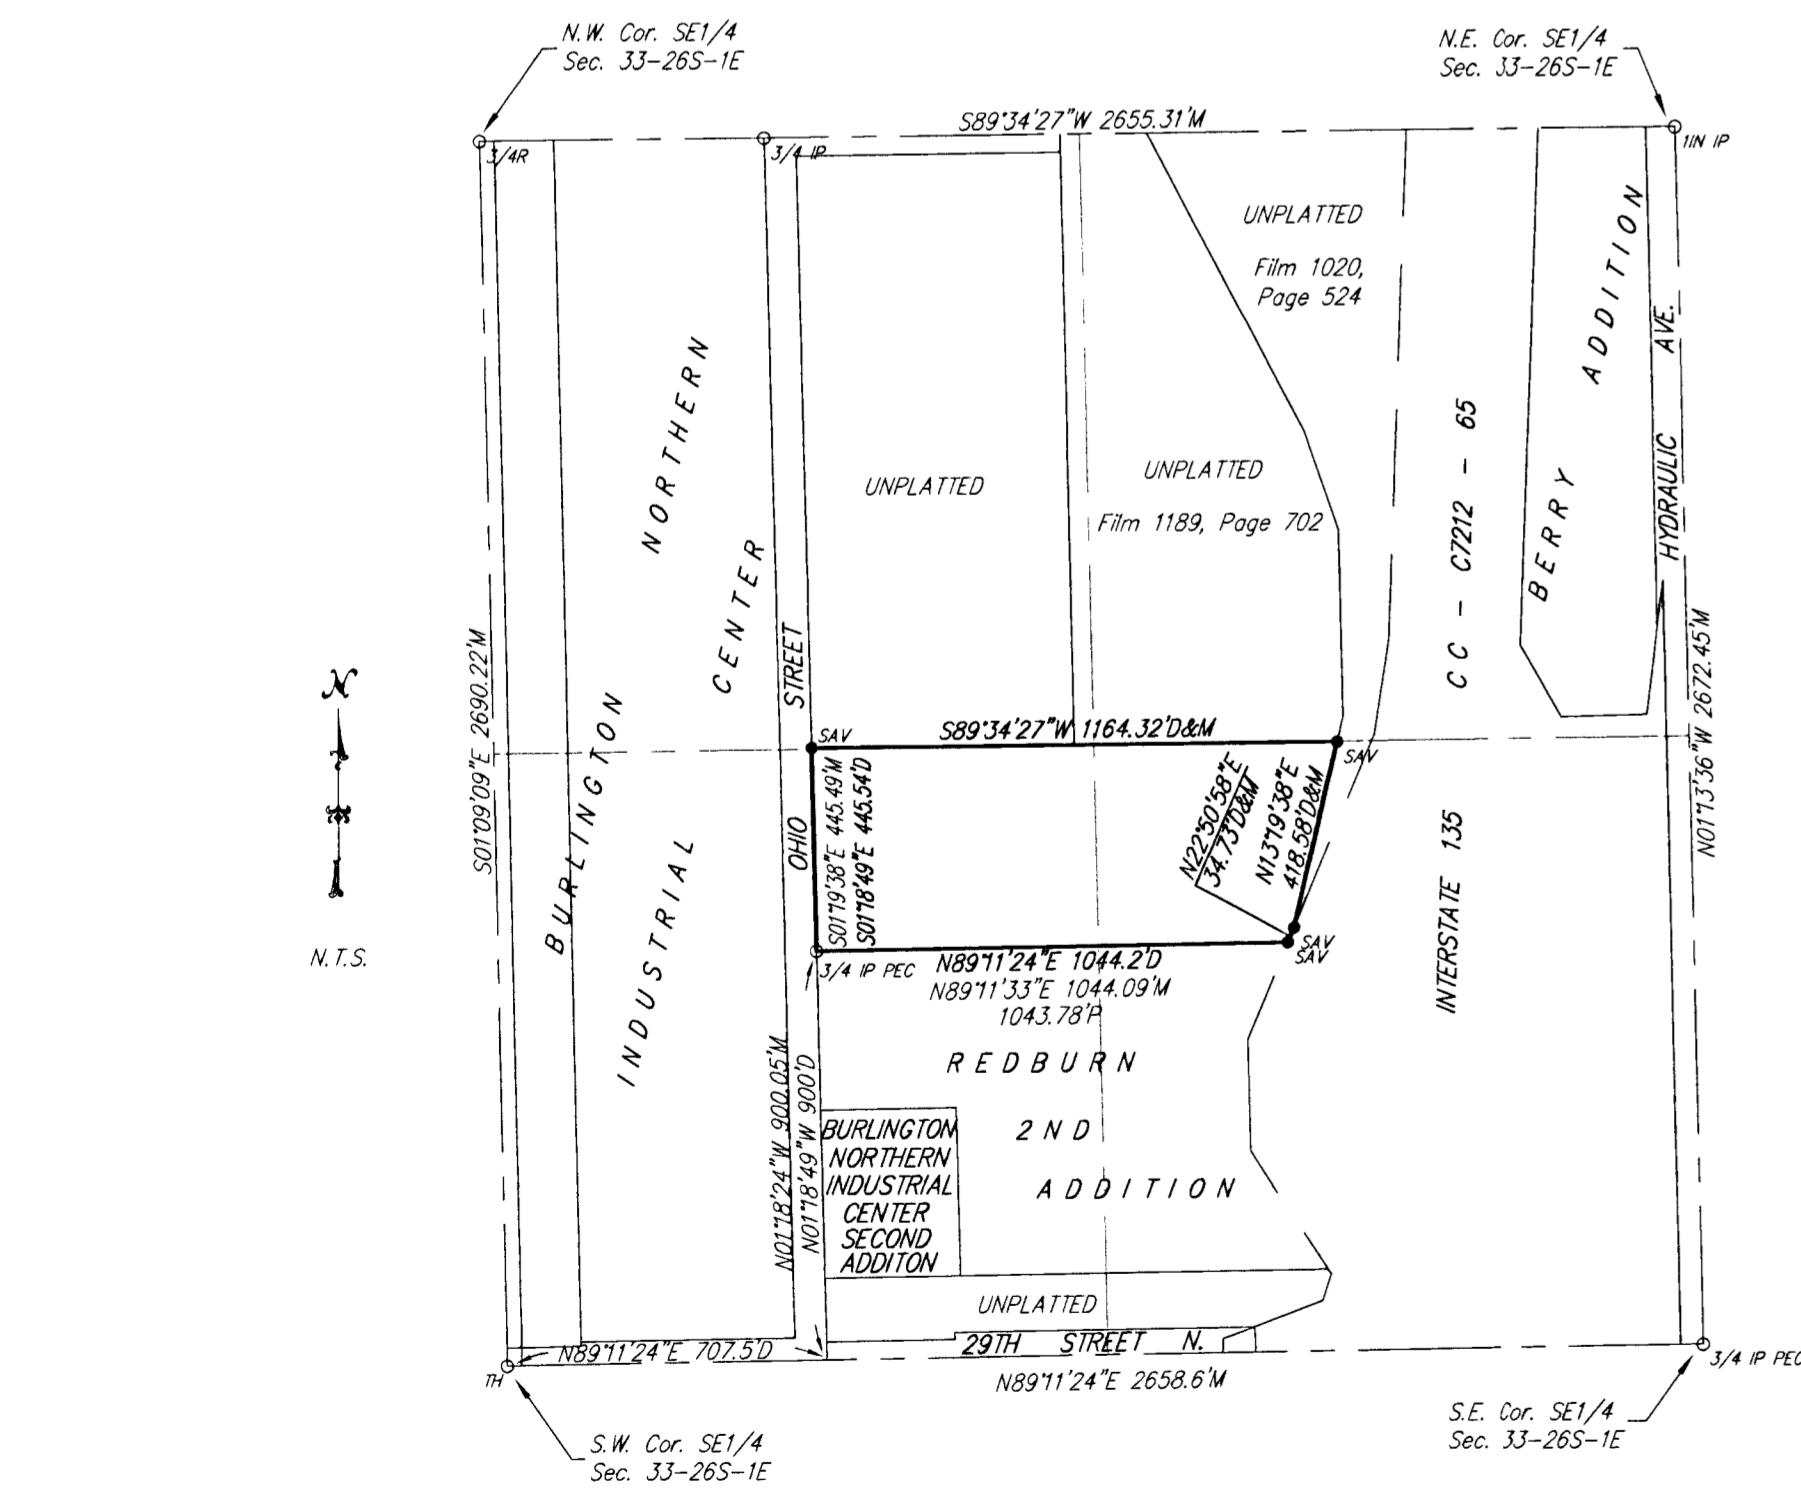 N.W. Cor. SE1/4
Sec. 33-26S-1E
N.E. Cor. SE1/4
Sec. 33-26S-1E
S89°34'27"W 2655.31'M
3/4R
3/4 IP
1IN IP
UNPLATTED
Film 1020,
Page 524
BERRY ADDITION
HYDRAULIC AVE.
BURLINGTON NORTHERN
INDUSTRIAL CENTER
UNPLATTED
UNPLATTED
Film 1189, Page 702
CC - C7212 - 65
S01°09'09"E 2690.22'M
N01°13'36"W 2672.45'M
OHIO STREET
N
N.T.S.
SAV
S89°34'27"W 1164.32'D&M
SAV
S01°19'38"E 445.49'M
S01°18'49"E 445.54'D
N22°50'58"E
34.73'D&M
N13°19'38"E
418.58'D&M
INTERSTATE 135
SAV
SAV
3/4 IP PEC
N89°11'24"E 1044.2'D
N89°11'33"E 1044.09'M
1043.78'P
N01°18'24"W 900.05'M
N01°18'49"W 900'D
REDBURN
2ND
ADDITION
BURLINGTON
NORTHERN
INDUSTRIAL
CENTER
SECOND
ADDITON
UNPLATTED
29TH STREET N.
N89°11'24"E 707.5'D
N89°11'24"E 2658.6'M
TH
3/4 IP PEC
S.W. Cor. SE1/4
Sec. 33-26S-1E
S.E. Cor. SE1/4
Sec. 33-26S-1E